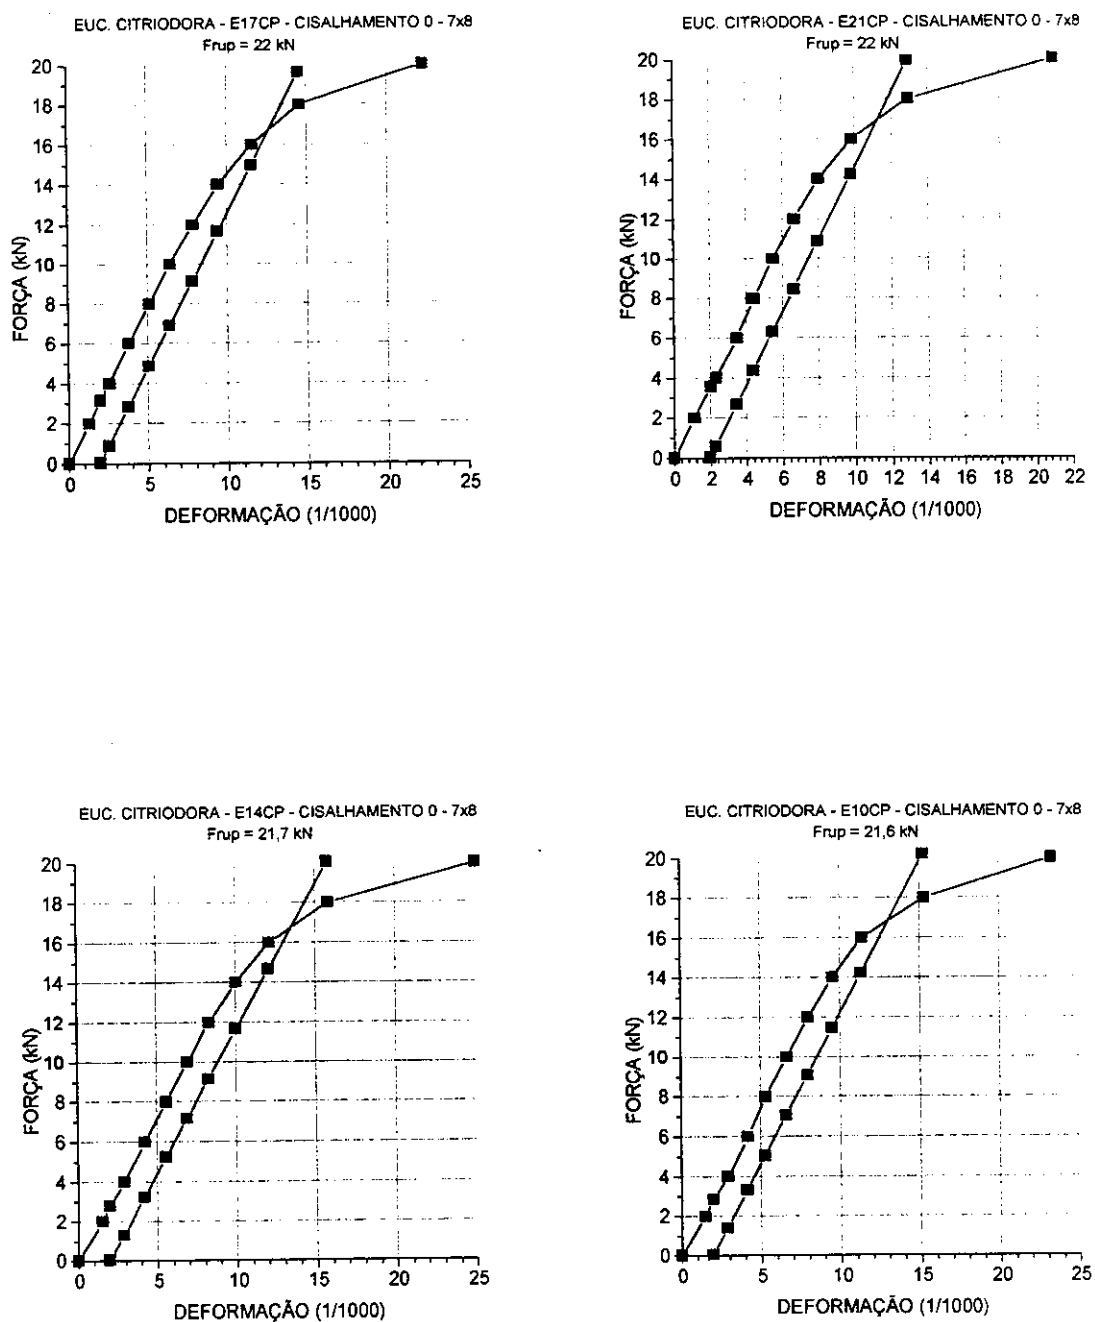 EUC. CITRIODORA - E17CP - CISALHAMENTO 0 - 7x8
Frup = 22 kN
20
18
16
14
12
10
8
6
4
2
0
FORÇA (kN)
0 5 10 15 20 25
DEFORMAÇÃO (1/1000)
EUC. CITRIODORA - E21CP - CISALHAMENTO 0 - 7x8
Frup = 22 kN
20
18
16
14
12
10
8
6
4
2
0
FORÇA (kN)
0 2 4 6 8 10 12 14 16 18 20 22
DEFORMAÇÃO (1/1000)
EUC. CITRIODORA - E14CP - CISALHAMENTO 0 - 7x8
Frup = 21,7 kN
20
18
16
14
12
10
8
6
4
2
0
FORÇA (kN)
0 5 10 15 20 25
DEFORMAÇÃO (1/1000)
EUC. CITRIODORA - E10CP - CISALHAMENTO 0 - 7x8
Frup = 21,6 kN
20
18
16
14
12
10
8
6
4
2
0
FORÇA (kN)
0 5 10 15 20 25
DEFORMAÇÃO (1/1000)